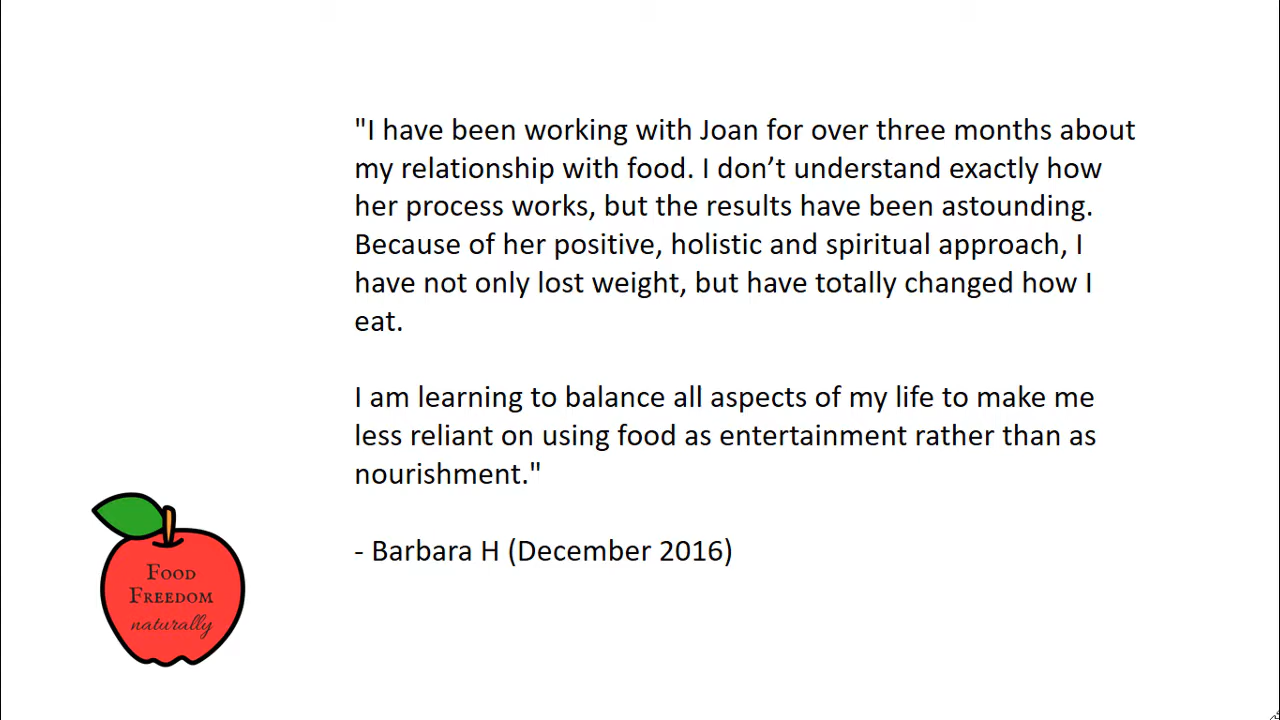 "I have been working with Joan for over three months about
my relationship with food. I don’t understand exactly how
her process works, but the results have been astounding.
Because of her positive, holistic and spiritual approach, I
have not only lost weight, but have totally changed how I
eat.
I am learning to balance all aspects of my life to make me
less reliant on using food as entertainment rather than as
nourishment."
- Barbara H (December 2016)
Food
Freedom
naturally